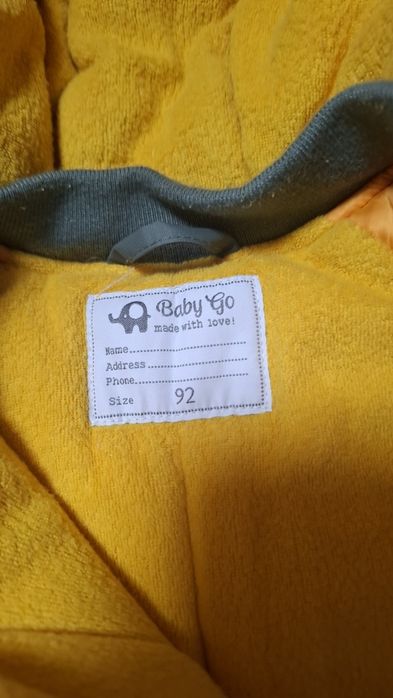 Baby Go
made with love!
Name....................
Address.................
Phone...................
Size 92